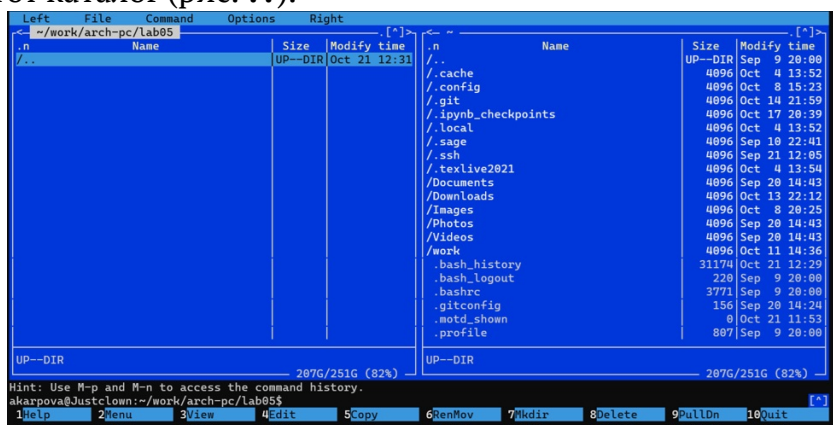 от каталог (рис. ??).
Left File Command Options Right
<- ~/work/arch-pc/lab05 .[^]> <- ~ .[^]>
.n Name Size Modify time .n Name Size Modify time
/.. UP--DIR Oct 21 12:31 /.. UP--DIR Sep 9 20:00
/.cache 4096 Oct 4 13:52
/.config 4096 Oct 8 15:23
/.git 4096 Oct 14 21:59
/.ipynb_checkpoints 4096 Oct 17 20:39
/.local 4096 Oct 4 13:52
/.sage 4096 Sep 10 22:41
/.ssh 4096 Sep 21 12:05
/.texlive2021 4096 Oct 4 13:54
/Documents 4096 Sep 20 14:43
/Downloads 4096 Oct 13 22:12
/Images 4096 Oct 8 20:25
/Photos 4096 Sep 20 14:43
/Videos 4096 Sep 20 14:43
/work 4096 Oct 11 14:36
.bash_history 31174 Oct 21 12:29
.bash_logout 220 Sep 9 20:00
.bashrc 3771 Sep 9 20:00
.gitconfig 156 Sep 20 14:24
.motd_shown 0 Oct 21 11:53
.profile 807 Sep 9 20:00
UP--DIR UP--DIR
207G/251G (82%) 207G/251G (82%)
Hint: Use M-p and M-n to access the command history.
akarpova@Justclown:~/work/arch-pc/lab05$ [^]
1Help 2Menu 3View 4Edit 5Copy 6RenMov 7Mkdir 8Delete 9PullDn 10Quit